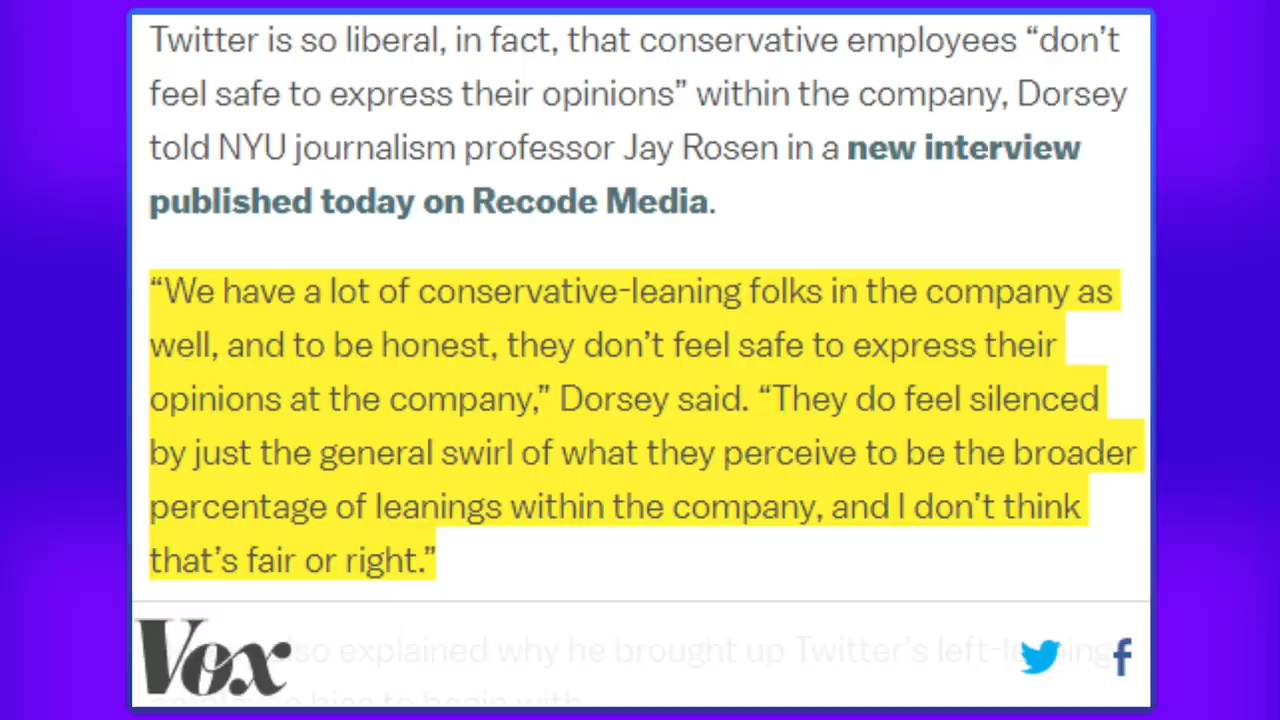 Twitter is so liberal, in fact, that conservative employees “don’t
feel safe to express their opinions” within the company, Dorsey
told NYU journalism professor Jay Rosen in a new interview
published today on Recode Media.
“We have a lot of conservative-leaning folks in the company as
well, and to be honest, they don’t feel safe to express their
opinions at the company,” Dorsey said. “They do feel silenced
by just the general swirl of what they perceive to be the broader
percentage of leanings within the company, and I don’t think
that’s fair or right.”
Vox
explained why he brought up Twitter’s
bias to begin with